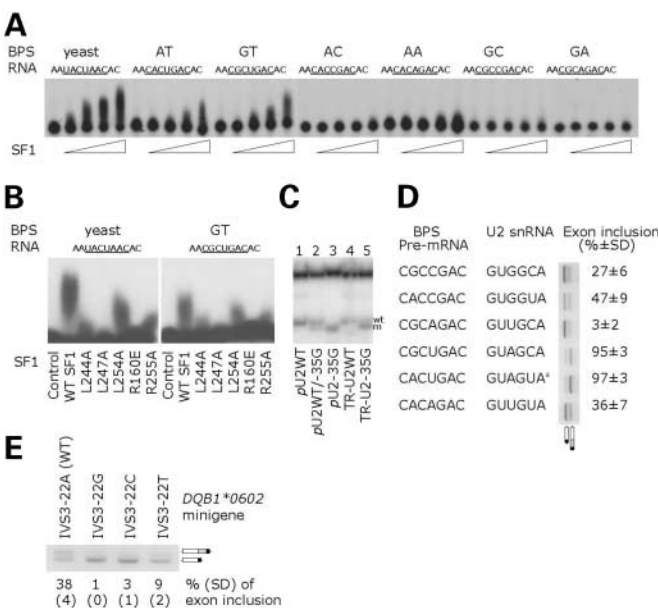 A
BPS yeast AT GT AC AA GC GA
RNA AAUACUAACAC AACACUGACAC AACGCUGACAC AACACCGACAC AACACAGACAC AACGCCGACAC AACGCAGACAC
SF1
B
BPS yeast GT
RNA AAUACUAACAC AACGCUGACAC
SF1 Control WT SF1 L244A L247A L254A R160E R255A Control WT SF1 L244A L247A L254A R160E R255A
C
1 2 3 4 5
wt
m
pU2WT pU2WT/-35G pU2-35G TR-U2WT TR-U2-35G
D
BPS U2 snRNA Exon inclusion
Pre-mRNA (%±SD)
CGCCGAC GUGGCA 27±6
CACCGAC GUGGUA 47±9
CGCAGAC GUUGCA 3±2
CGCUGAC GUAGCA 95±3
CACUGAC GUAGUA* 97±3
CACAGAC GUUGUA 36±7
E
IVS3-22A (WT) IVS3-22G IVS3-22C IVS3-22T
DQB1*0602
minigene
38 1 3 9 % (SD) of
(4) (0) (1) (2) exon inclusion